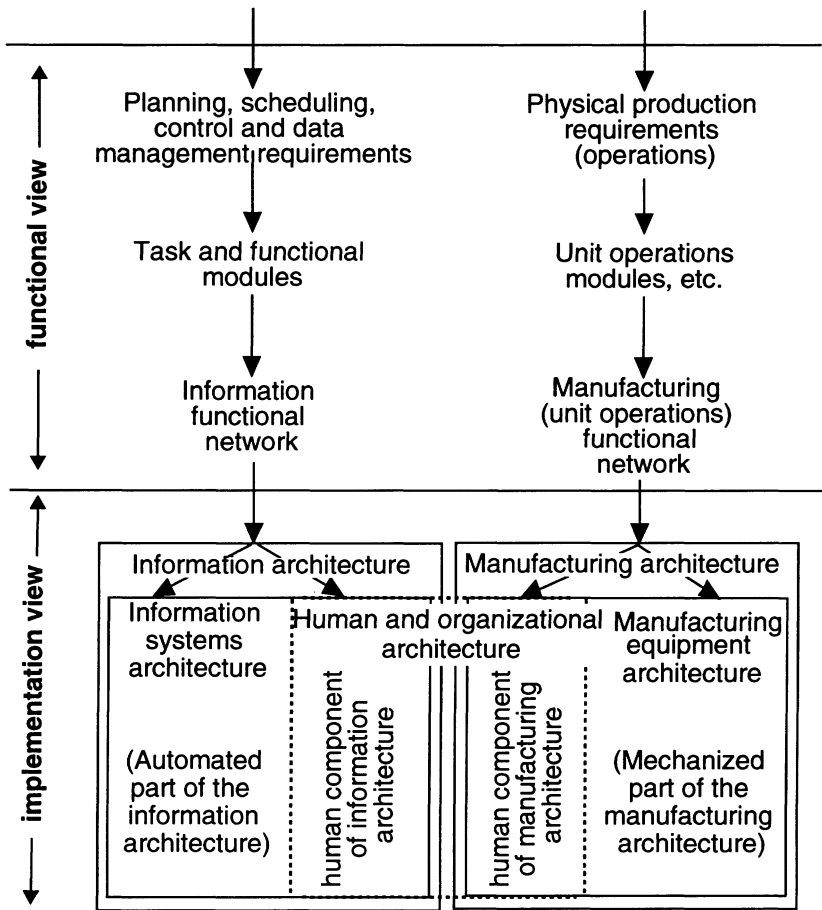 functional view
Planning, scheduling,
control and data
management requirements
Task and functional
modules
Information
functional
network
Physical production
requirements
(operations)
Unit operations
modules, etc.
Manufacturing
(unit operations)
functional
network
implementation view
Information architecture
Manufacturing architecture
Information
systems
architecture
(Automated
part of the
information
architecture)
Human and organizational
architecture
human component
of information
architecture
human component
of manufacturing
architecture
Manufacturing
equipment
architecture
(Mechanized
part of the
manufacturing
architecture)